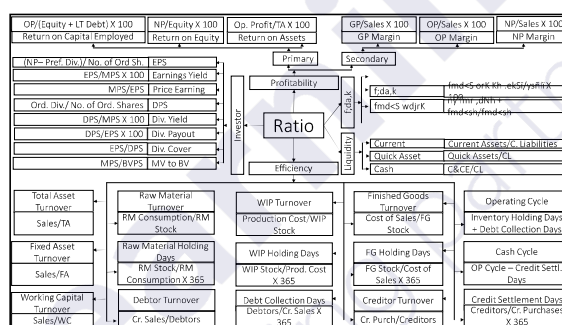 OP/(Equity + LT Debt) X 100
Return on Capital Employed
NP/Equity X 100
Return on Equity
Op. Profit/TA X 100
Return on Assets
GP/Sales X 100
GP Margin
OP/Sales X 100
OP Margin
NP/Sales X 100
NP Margin
Primary
Secondary
Profitability
(NP– Pref. Div.)/ No. of Ord Sh.
EPS
EPS/MPS X 100
Earnings Yield
MPS/EPS
Price Earning
Ord. Div./ No. of Ord. Shares
DPS
DPS/MPS X 100
Div. Yield
DPS/EPS X 100
Div. Payout
EPS/DPS
Div. Cover
MPS/BVPS
MV to BV
Investor
Ratio
f;da,k
Liquidity
f;da,k
fmd<S wdjrK
fmd<sh/fmd<sh
Current
Current Assets/C. Liabilities
Quick Asset
Quick Assets/CL
Cash
C&CE/CL
Efficiency
Total Asset
Turnover
Sales/TA
Raw Material
Turnover
RM Consumption/RM
Stock
WIP Turnover
Production Cost/WIP
Stock
Finished Goods
Turnover
Cost of Sales/FG
Stock
Operating Cycle
Inventory Holding Days
+ Debt Collection Days
Fixed Asset
Turnover
Sales/FA
Raw Material Holding
Days
RM Stock/RM
Consumption X 365
WIP Holding Days
WIP Stock/Prod. Cost
X 365
FG Holding Days
FG Stock/Cost of
Sales X 365
Cash Cycle
OP Cycle – Credit Settl.
Days
Working Capital
Turnover
Sales/WC
Debtor Turnover
Cr. Sales/Debtors
Debt Collection Days
Debtors/Cr. Sales X
365
Creditor Turnover
Cr. Purch/Creditors
Credit Settlement Days
Creditors/Cr. Purchases
X 365